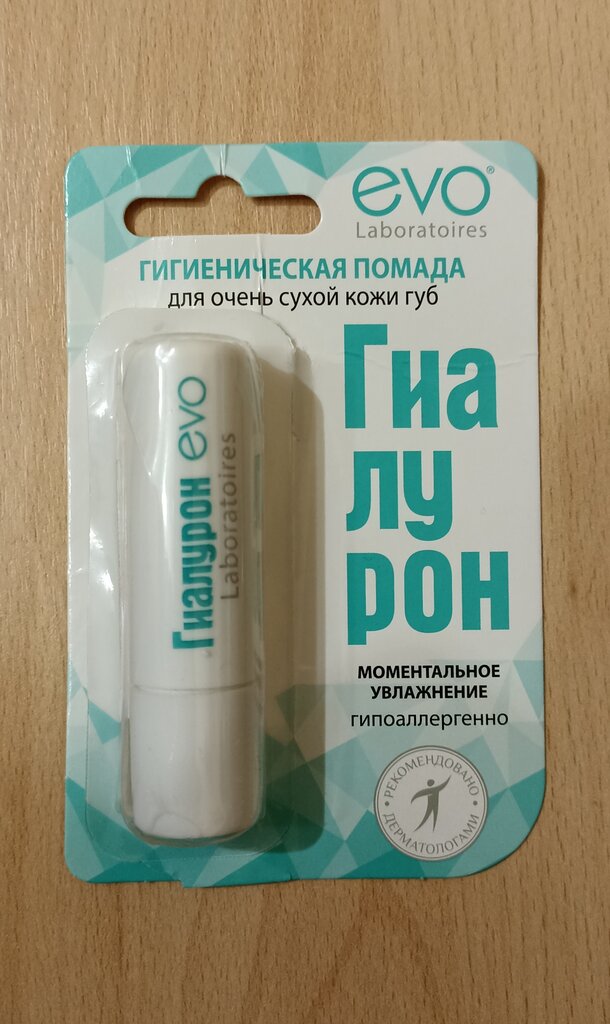 evo®
Laboratoires
ГИГИЕНИЧЕСКАЯ ПОМАДА
для очень сухой кожи губ
Гиа
лу
рон
Гиалурон evo
Laboratoires
МОМЕНТАЛЬНОЕ
УВЛАЖНЕНИЕ
гипоаллергенно
• РЕКОМЕНДОВАНО •
ДЕРМАТОЛОГАМИ